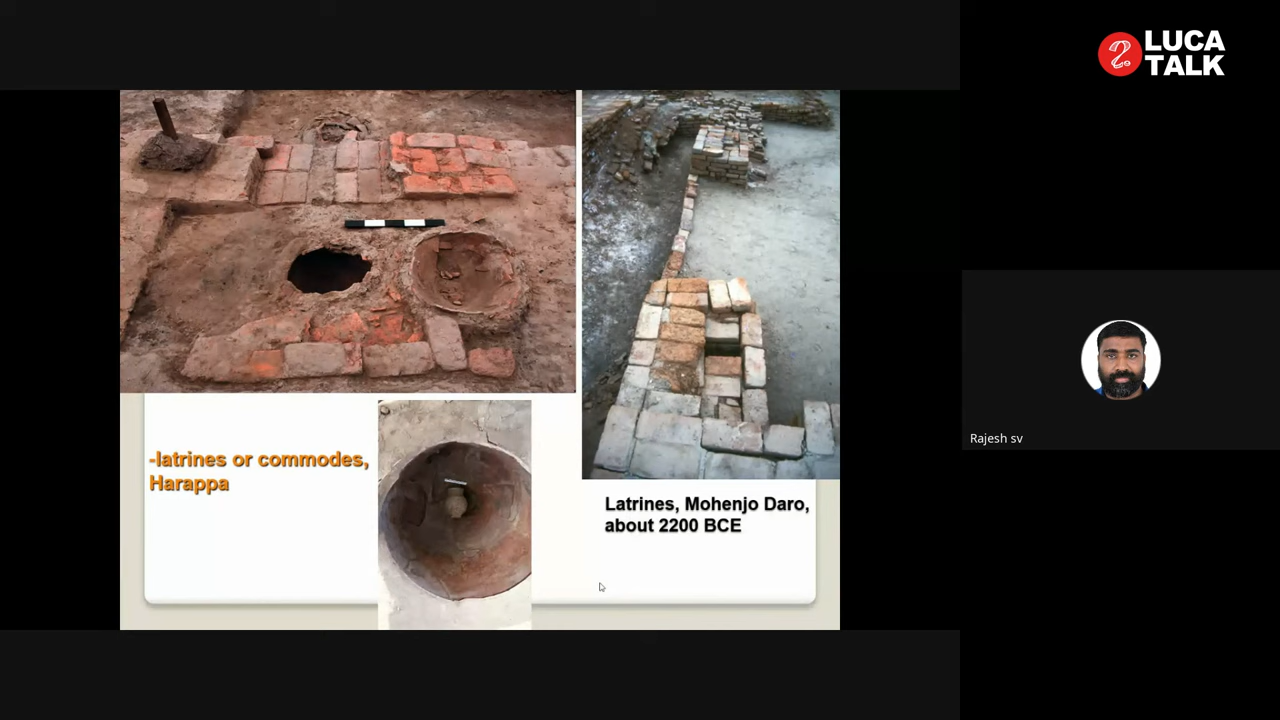 LUCA
TALK
-latrines or commodes,
Harappa
Latrines, Mohenjo Daro,
about 2200 BCE
Rajesh sv